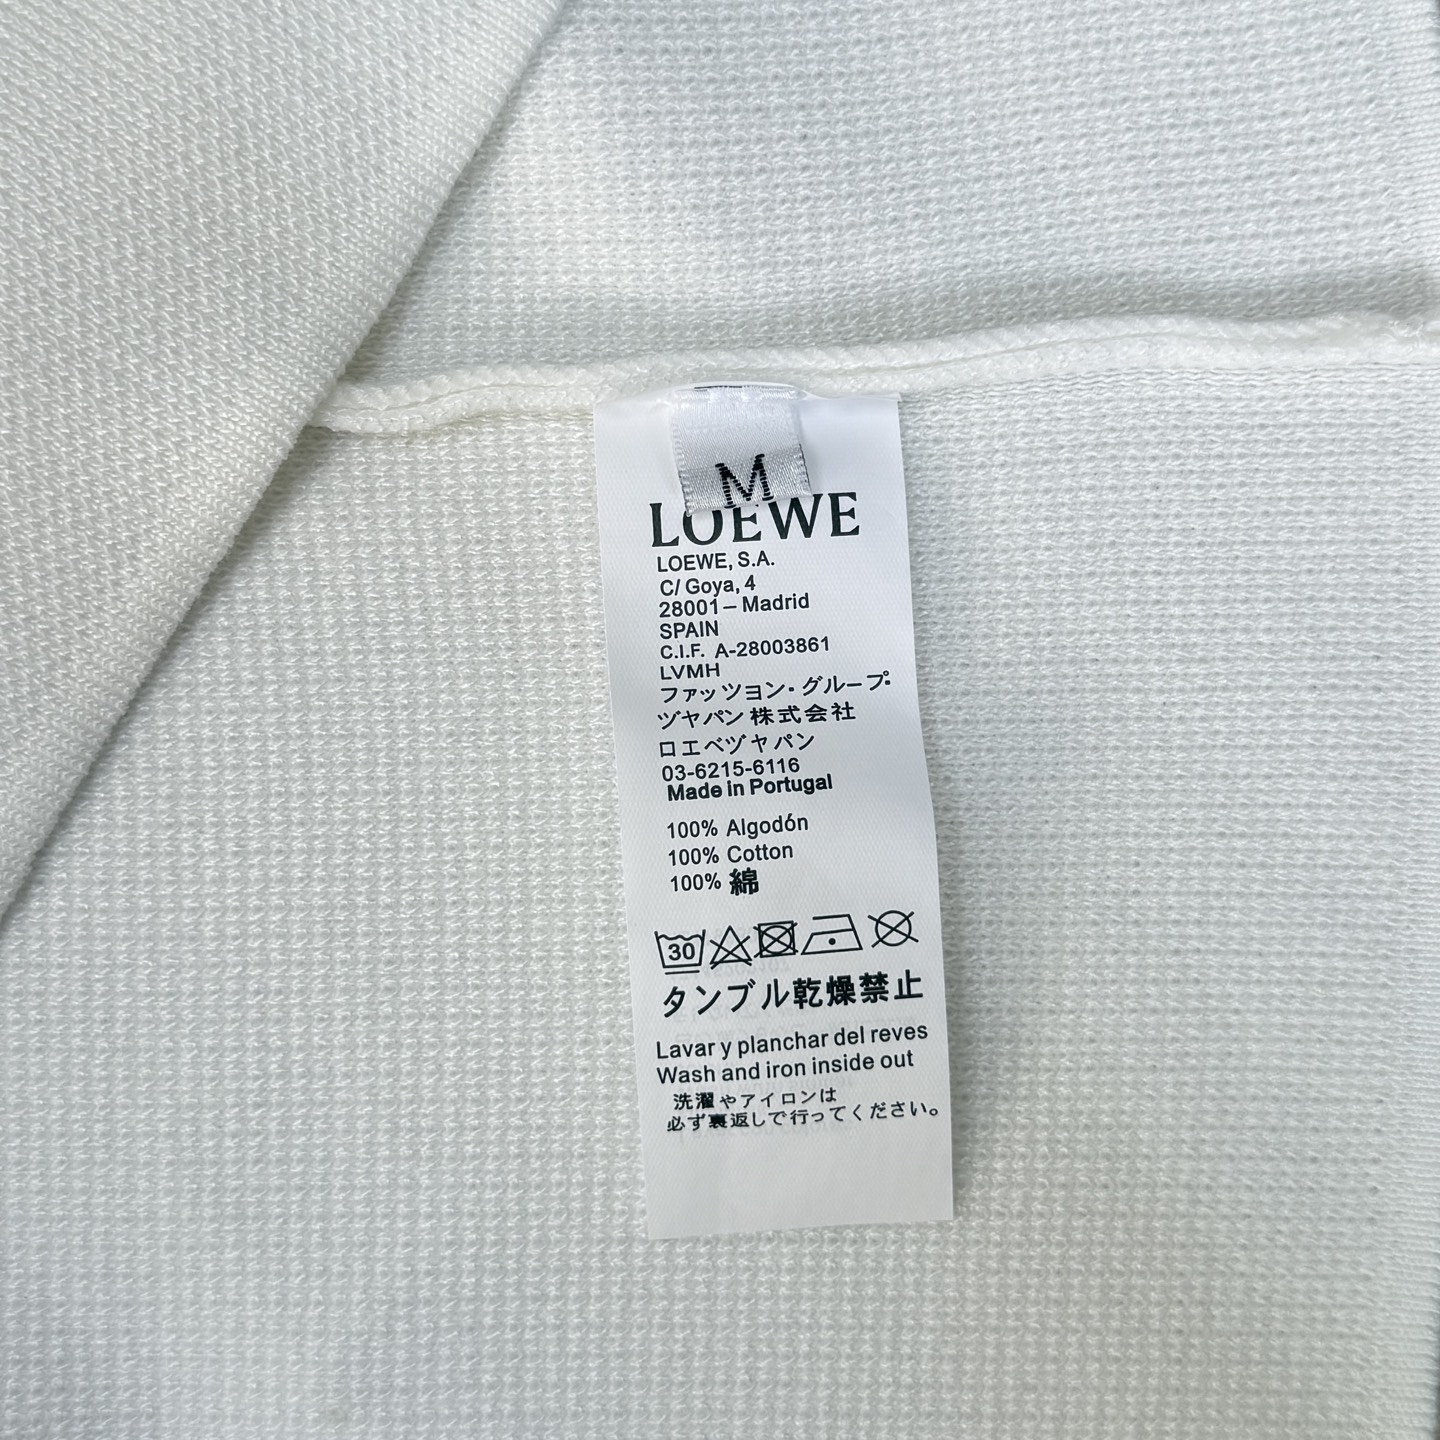 M
LOEWE
LOEWE, S.A.
C/ Goya, 4
28001 – Madrid
SPAIN
C.I.F. A-28003861
LVMH
ファッツヨン・グループ・
ヅヤパン 株式会社
ロエベヅヤパン
03-6215-6116
Made in Portugal
100% Algodón
100% Cotton
100% 綿
30
タンブル乾燥禁止
Lavar y planchar del reves
Wash and iron inside out
洗濯やアイロンは
必ず裏返しで行ってください。